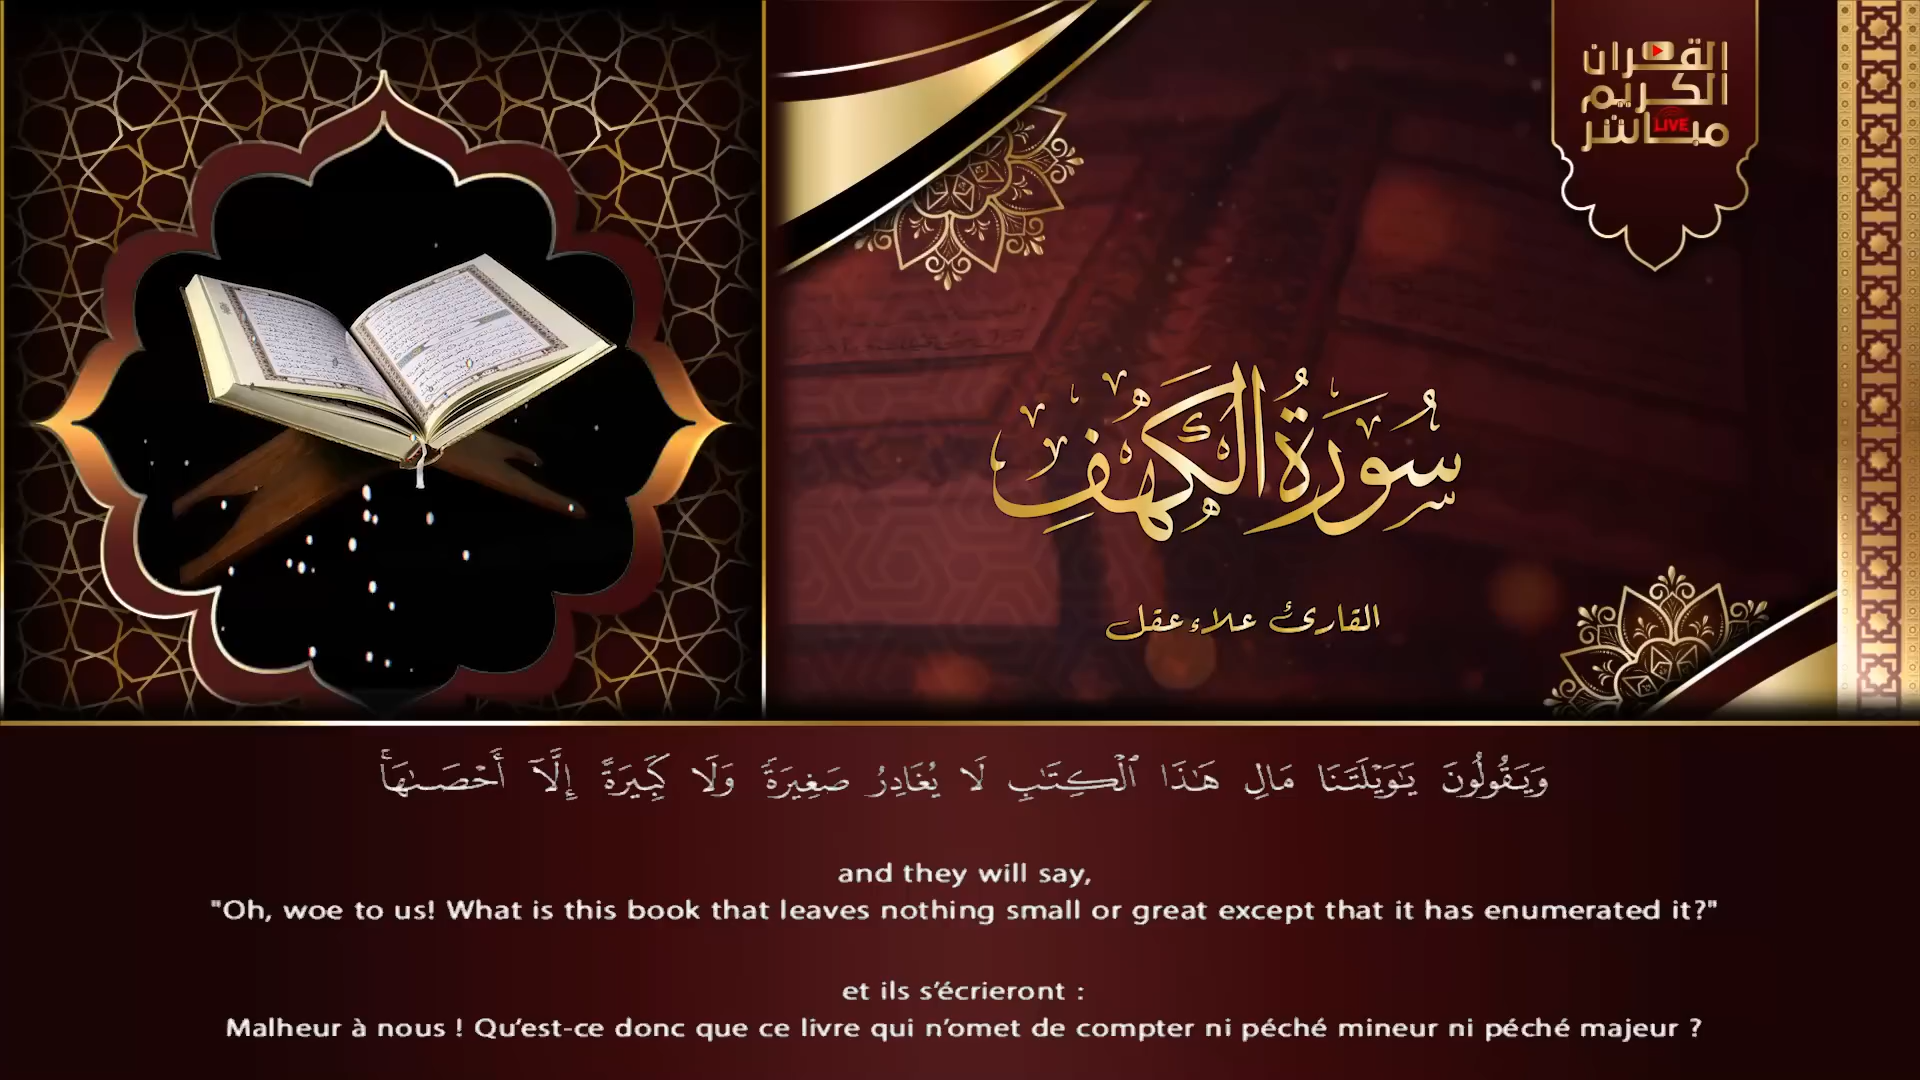 القرآن
الكريم
مباشر
LIVE
سُورَةُ الكَهْفِ
القارئ علاء عقل
وَيَقُولُونَ يَٰوَيْلَتَنَا مَالِ هَٰذَا ٱلْكِتَٰبِ لَا يُغَادِرُ صَغِيرَةً وَلَا كَبِيرَةً إِلَّآ أَحْصَىٰهَاۚ
and they will say,
"Oh, woe to us! What is this book that leaves nothing small or great except that it has enumerated it?"
et ils s’écrieront :
Malheur à nous ! Qu’est-ce donc que ce livre qui n’omet de compter ni péché mineur ni péché majeur ?